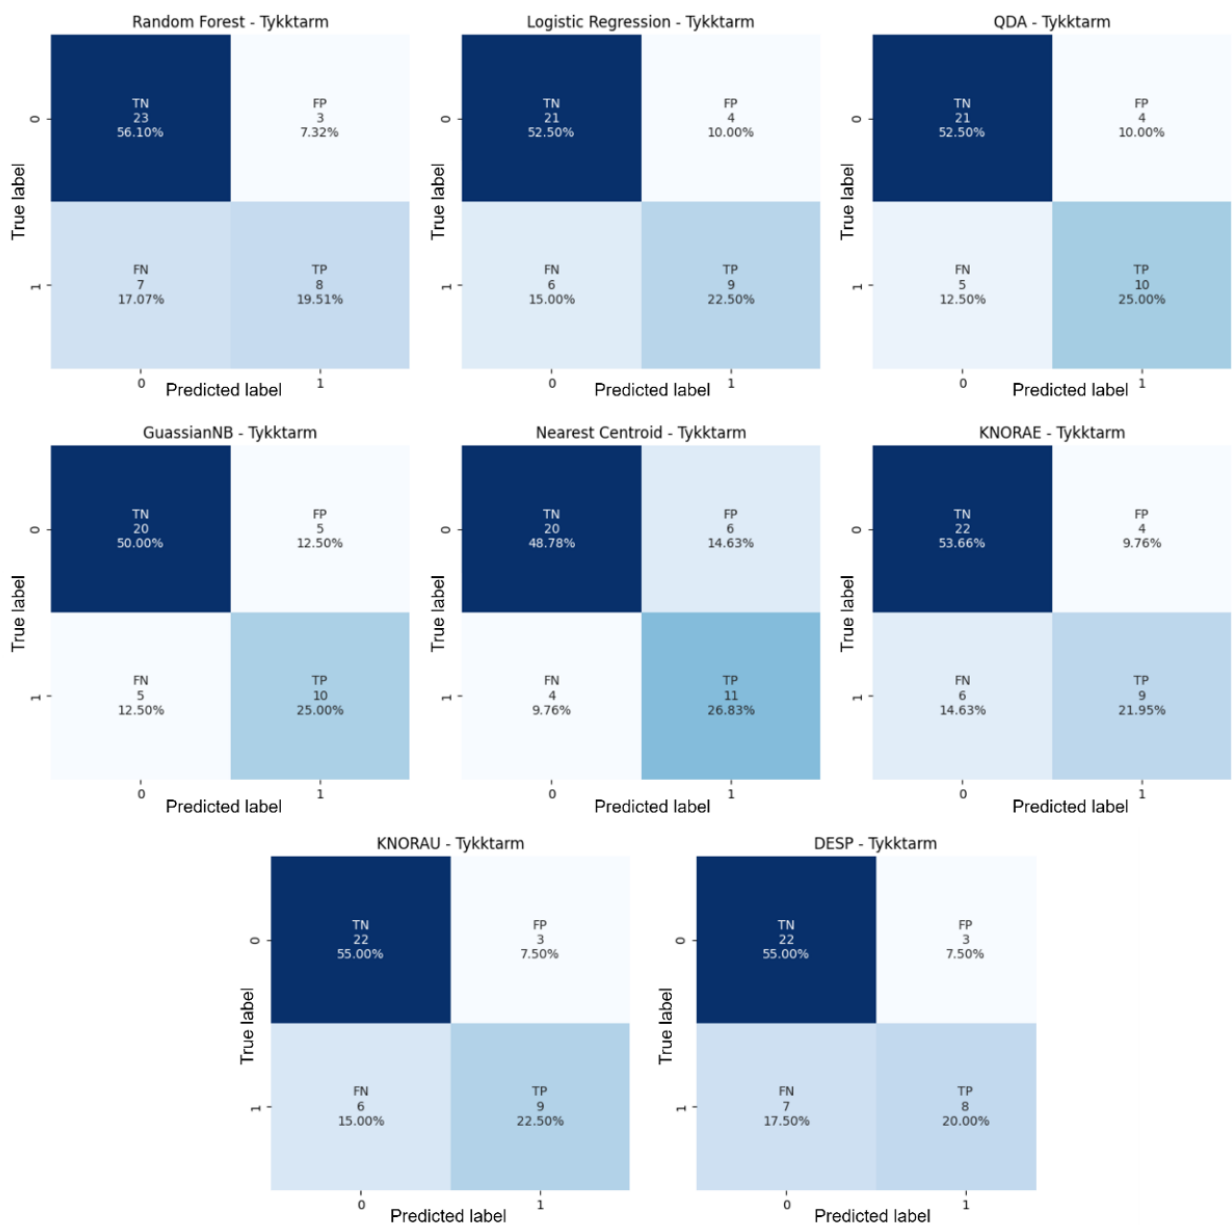 Random Forest - Tykktarm
TN
23
56.10%
FP
3
7.32%
FN
7
17.07%
TP
8
19.51%
True label
0
1
0
1
Predicted label
Logistic Regression - Tykktarm
TN
21
52.50%
FP
4
10.00%
FN
6
15.00%
TP
9
22.50%
True label
0
1
0
1
Predicted label
QDA - Tykktarm
TN
21
52.50%
FP
4
10.00%
FN
5
12.50%
TP
10
25.00%
True label
0
1
0
1
Predicted label
GuassianNB - Tykktarm
TN
20
50.00%
FP
5
12.50%
FN
5
12.50%
TP
10
25.00%
True label
0
1
0
1
Predicted label
Nearest Centroid - Tykktarm
TN
20
48.78%
FP
6
14.63%
FN
4
9.76%
TP
11
26.83%
True label
0
1
0
1
Predicted label
KNORAE - Tykktarm
TN
22
53.66%
FP
4
9.76%
FN
6
14.63%
TP
9
21.95%
True label
0
1
0
1
Predicted label
KNORAU - Tykktarm
TN
22
55.00%
FP
3
7.50%
FN
6
15.00%
TP
9
22.50%
True label
0
1
0
1
Predicted label
DESP - Tykktarm
TN
22
55.00%
FP
3
7.50%
FN
7
17.50%
TP
8
20.00%
True label
0
1
0
1
Predicted label